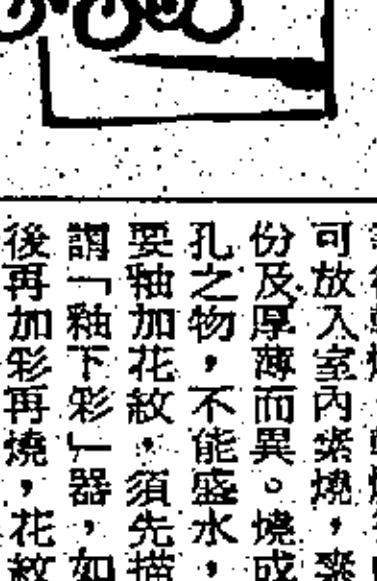 可放入室內素燒，
份及厚薄而異。燒
孔之物，不能盛水，
要釉加花紋，須先描
謂「釉下彩」器，如
後再加彩再燒，花紋